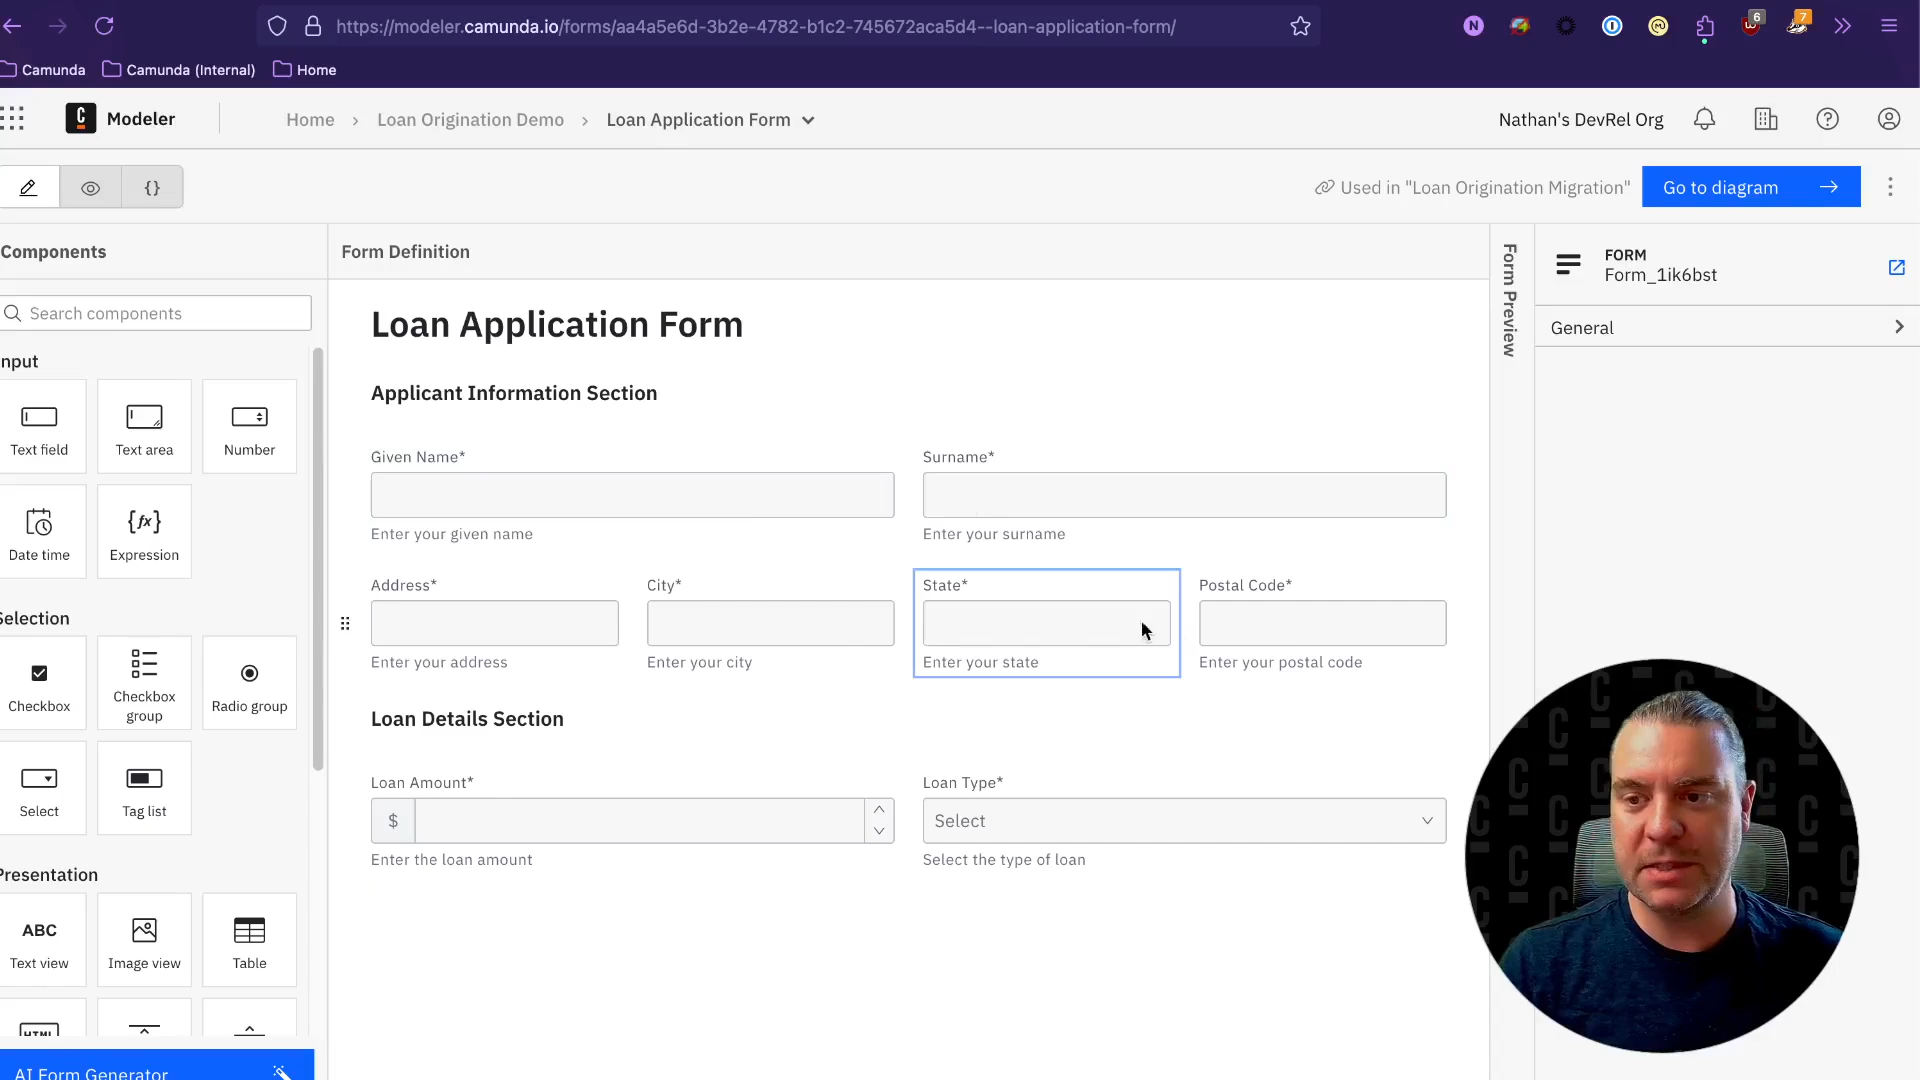 https://modeler.camunda.io/forms/aa4a5e6d-3b2e-4782-b1c2-745672aca5d4--loan-application-form/
N
6
7
Camunda
Camunda (Internal)
Home
Modeler
Home
Loan Origination Demo
Loan Application Form
Nathan's DevRel Org
{}
Used in "Loan Origination Migration"
Go to diagram
Components
Form Definition
Form Preview
FORM
Form_1ik6bst
Search components
General
nput
Text field
Text area
Number
Date time
{fx}
Expression
Selection
Checkbox
Checkbox
group
Radio group
Select
Tag list
Presentation
ABC
Text view
Image view
Table
HTML
AI Form Generator
Loan Application Form
Applicant Information Section
Given Name*
Surname*
Enter your given name
Enter your surname
Address*
City*
State*
Postal Code*
Enter your address
Enter your city
Enter your state
Enter your postal code
Loan Details Section
Loan Amount*
Loan Type*
$
Select
Enter the loan amount
Select the type of loan